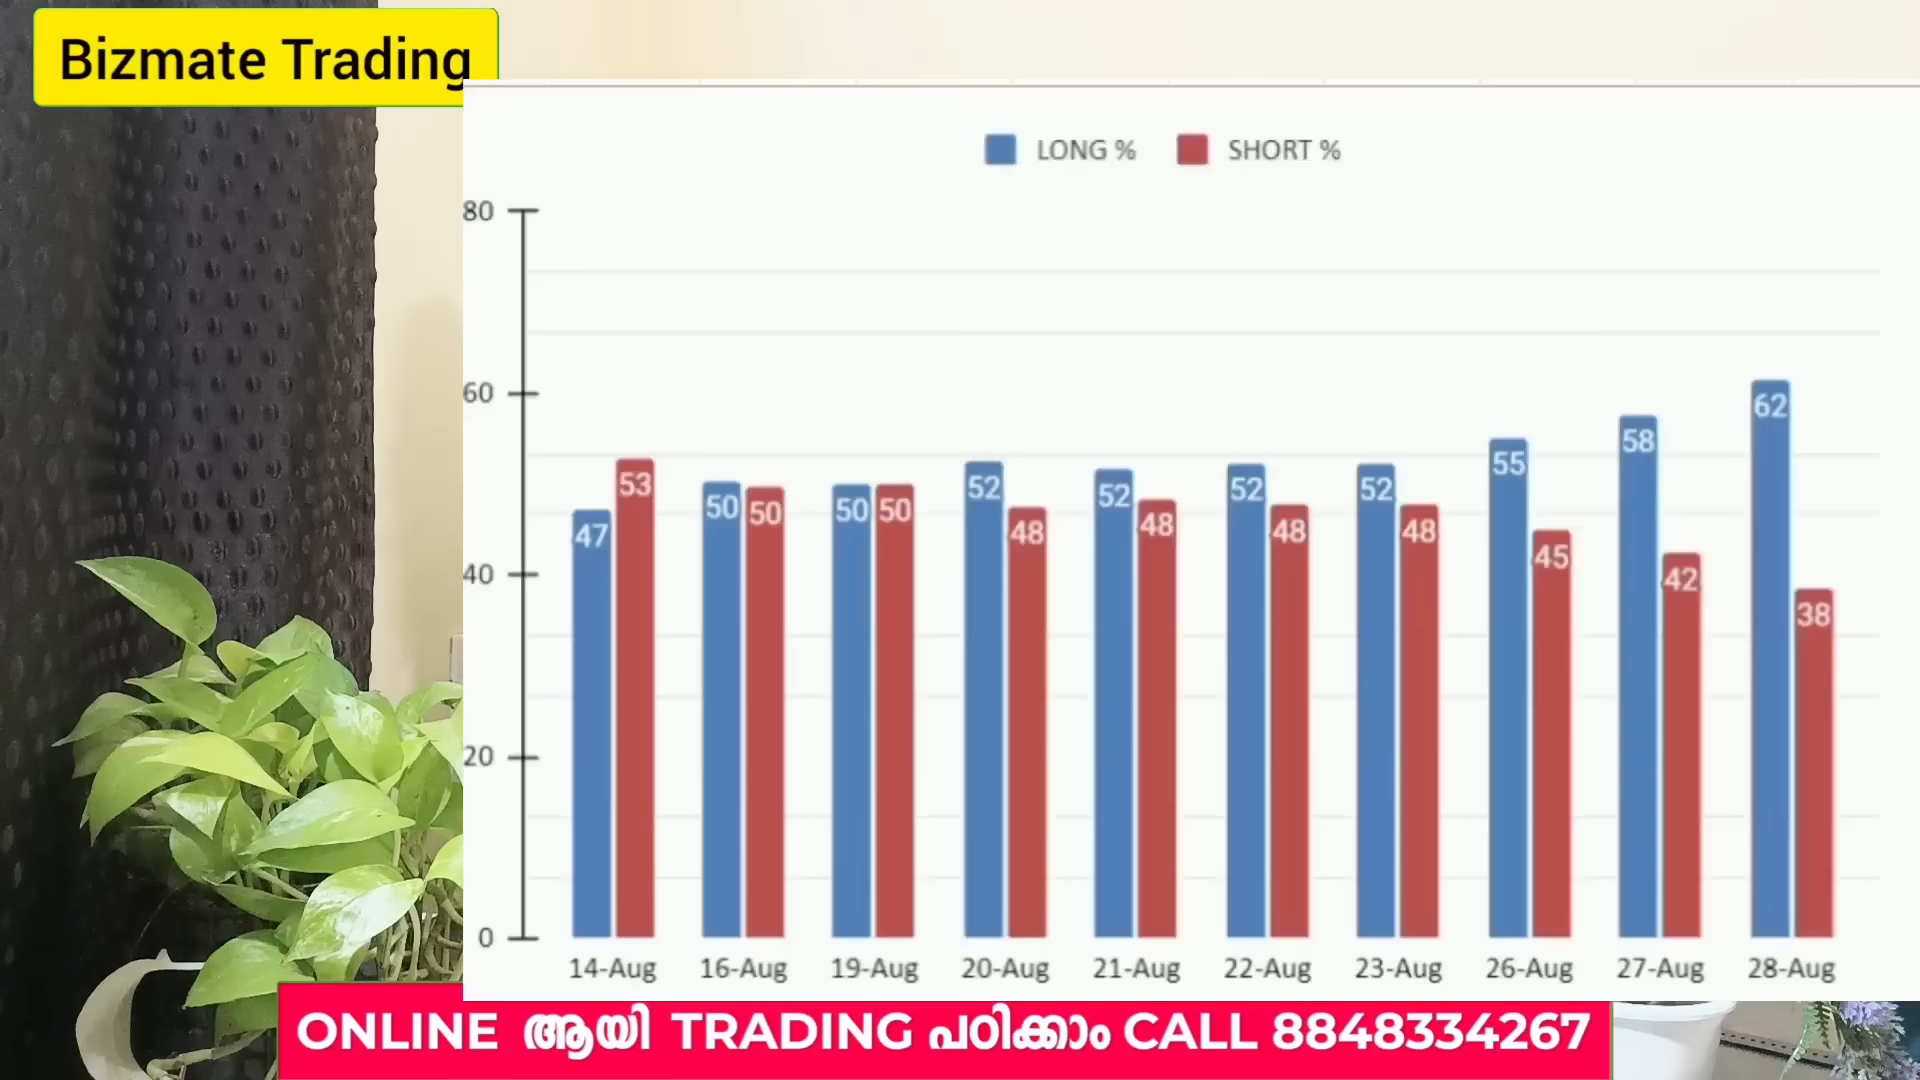 Bizmate Trading
LONG % SHORT %
80
60
40
20
0
47 53 50 50 50 50 52 48 52 48 52 48 52 48 55 45 58 42 62 38
14-Aug 16-Aug 19-Aug 20-Aug 21-Aug 22-Aug 23-Aug 26-Aug 27-Aug 28-Aug
ONLINE ആയി TRADING പഠിക്കാം CALL 8848334267